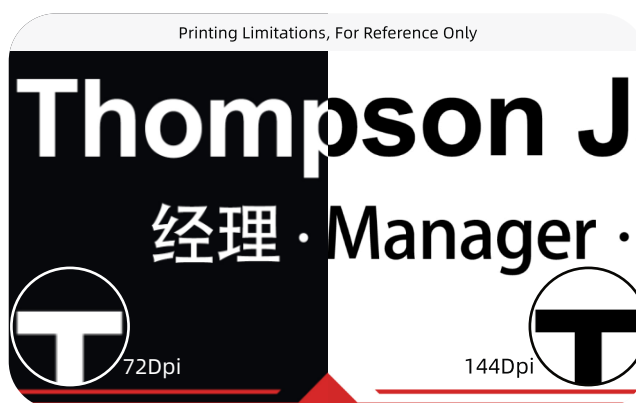 Printing Limitations, For Reference Only
Thompson J
经理 · Manager ·
T
T
72Dpi
144Dpi